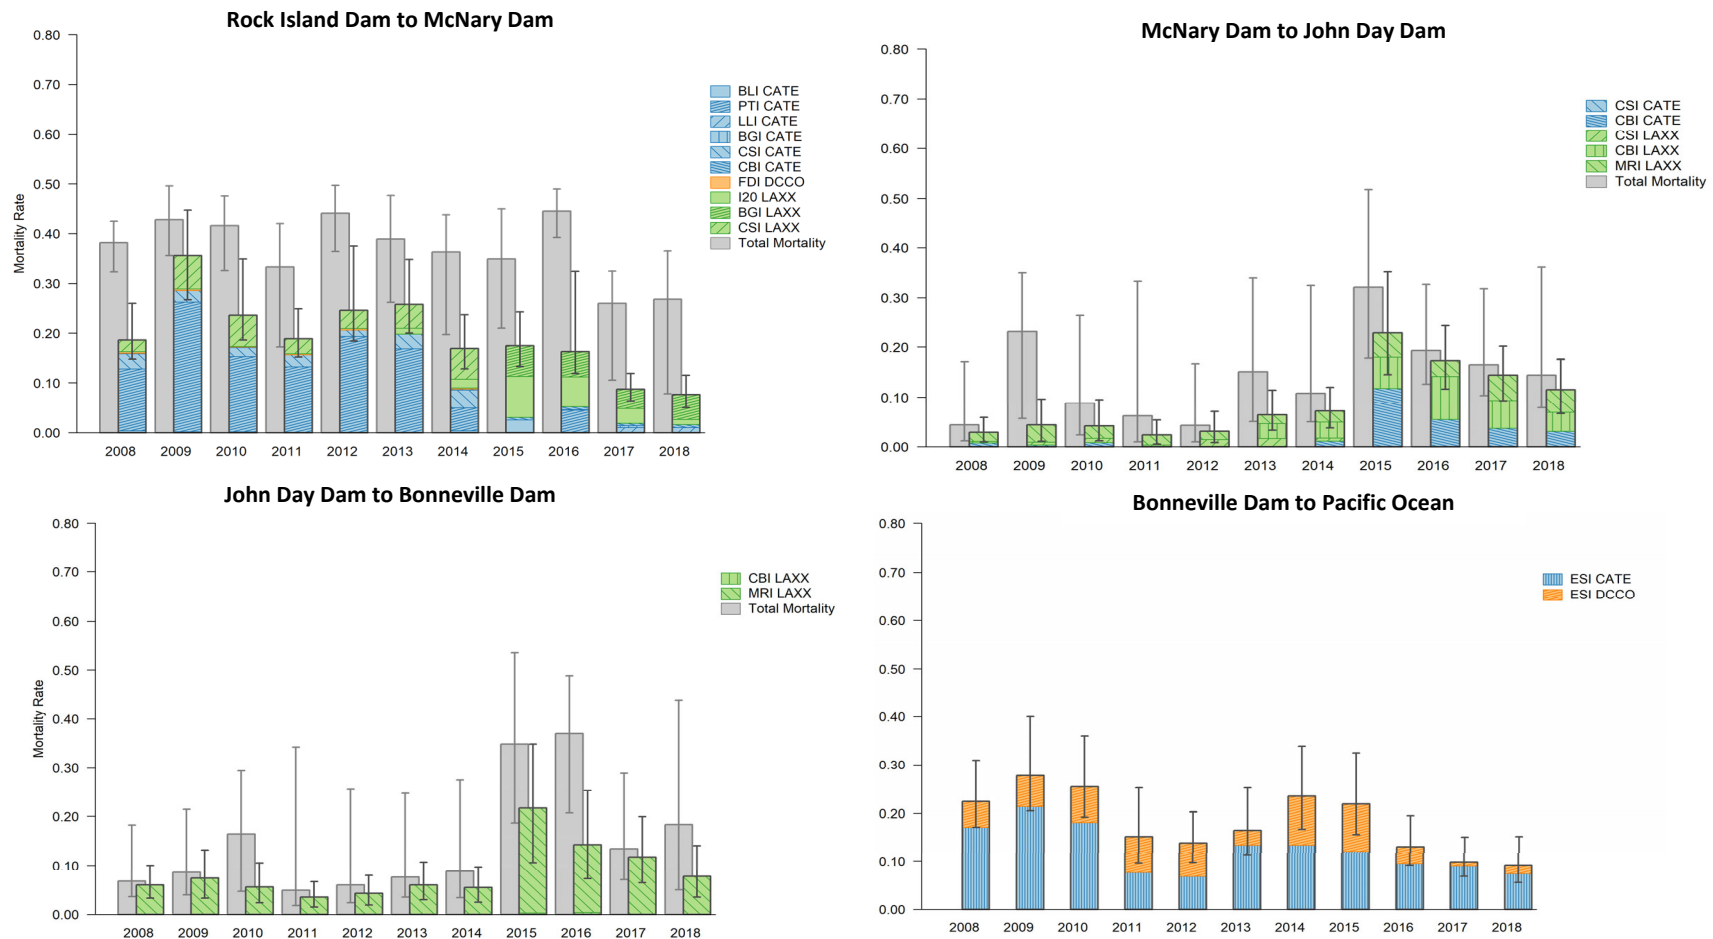 Rock Island Dam to McNary Dam
0.80
0.70
0.60
0.50
0.40
0.30
0.20
0.10
0.00
Mortality Rate
2008 2009 2010 2011 2012 2013 2014 2015 2016 2017 2018
BLI CATE
PTI CATE
LLI CATE
BGI CATE
CSI CATE
CBI CATE
FDI DCCO
I20 LAXX
BGI LAXX
CSI LAXX
Total Mortality
McNary Dam to John Day Dam
0.80
0.70
0.60
0.50
0.40
0.30
0.20
0.10
0.00
2008 2009 2010 2011 2012 2013 2014 2015 2016 2017 2018
CSI CATE
CBI CATE
CSI LAXX
CBI LAXX
MRI LAXX
Total Mortality
John Day Dam to Bonneville Dam
0.80
0.70
0.60
0.50
0.40
0.30
0.20
0.10
0.00
Mortality Rate
2008 2009 2010 2011 2012 2013 2014 2015 2016 2017 2018
CBI LAXX
MRI LAXX
Total Mortality
Bonneville Dam to Pacific Ocean
0.80
0.70
0.60
0.50
0.40
0.30
0.20
0.10
0.00
2008 2009 2010 2011 2012 2013 2014 2015 2016 2017 2018
ESI CATE
ESI DCCO